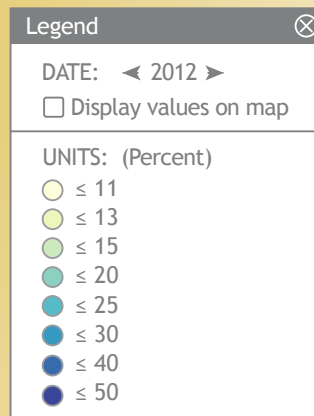 Legend
DATE: ◄ 2012 ►
Display values on map
UNITS: (Percent)
≤ 11
≤ 13
≤ 15
≤ 20
≤ 25
≤ 30
≤ 40
≤ 50